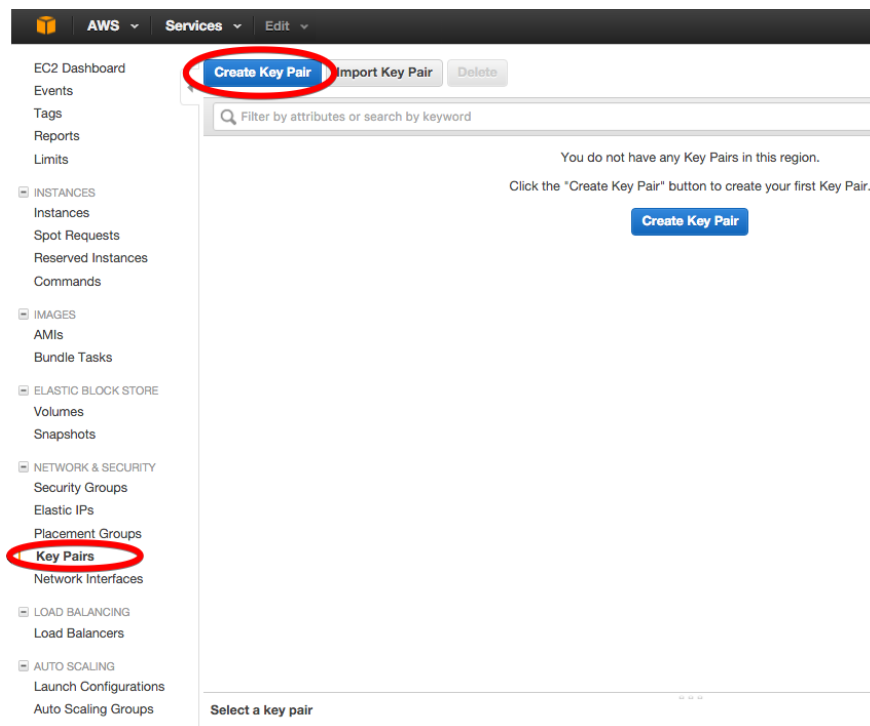 AWS Services Edit
EC2 Dashboard
Events
Tags
Reports
Limits
INSTANCES
Instances
Spot Requests
Reserved Instances
Commands
IMAGES
AMIs
Bundle Tasks
ELASTIC BLOCK STORE
Volumes
Snapshots
NETWORK & SECURITY
Security Groups
Elastic IPs
Placement Groups
Key Pairs
Network Interfaces
LOAD BALANCING
Load Balancers
AUTO SCALING
Launch Configurations
Auto Scaling Groups
Create Key Pair Import Key Pair Delete
Filter by attributes or search by keyword
You do not have any Key Pairs in this region.
Click the "Create Key Pair" button to create your first Key Pair.
Create Key Pair
Select a key pair